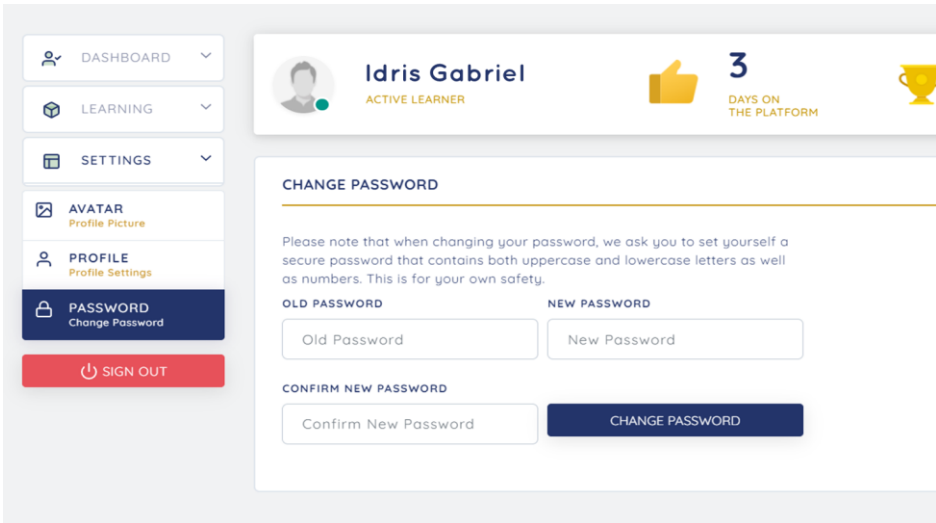 DASHBOARD
LEARNING
SETTINGS
AVATAR
Profile Picture
PROFILE
Profile Settings
PASSWORD
Change Password
SIGN OUT
Idris Gabriel
ACTIVE LEARNER
3
DAYS ON
THE PLATFORM
CHANGE PASSWORD
Please note that when changing your password, we ask you to set yourself a
secure password that contains both uppercase and lowercase letters as well
as numbers. This is for your own safety.
OLD PASSWORD
Old Password
NEW PASSWORD
New Password
CONFIRM NEW PASSWORD
Confirm New Password
CHANGE PASSWORD